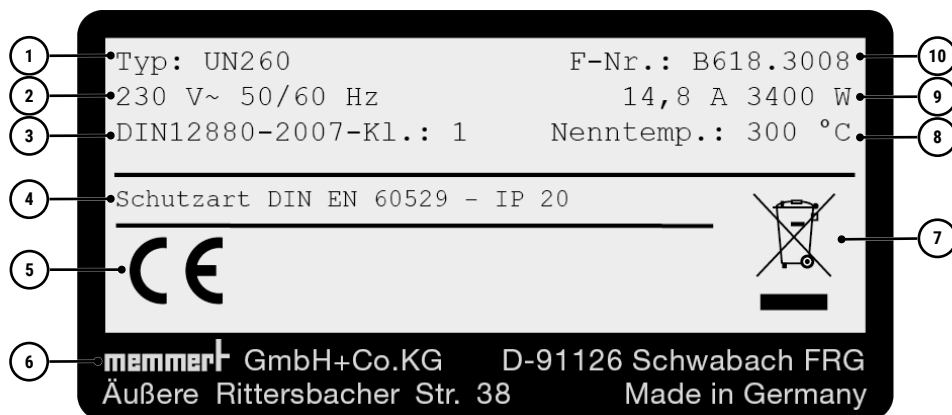 1 Typ: UN260 F-Nr.: B618.3008 10
2 230 V~ 50/60 Hz 14,8 A 3400 W 9
3 DIN12880-2007-Kl.: 1 Nenntemp.: 300 °C 8
4 Schutzart DIN EN 60529 - IP 20
5 CE 7
6 memmert GmbH+Co.KG D-91126 Schwabach FRG
Äußere Rittersbacher Str. 38 Made in Germany